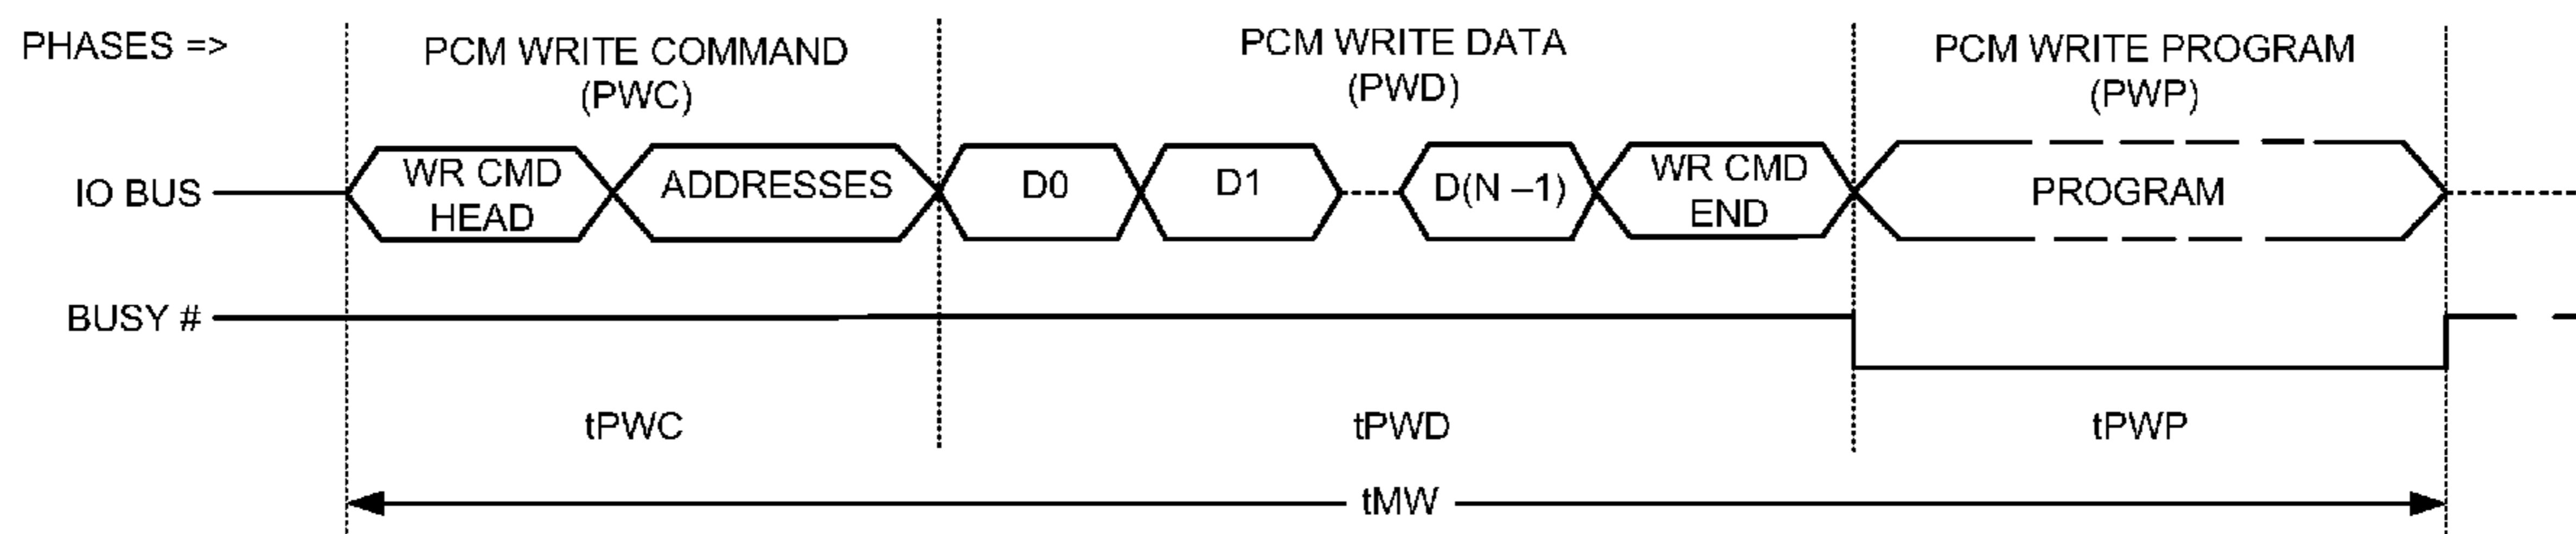 PHASES =>
PCM WRITE COMMAND
(PWC)
PCM WRITE DATA
(PWD)
PCM WRITE PROGRAM
(PWP)
IO BUS
WR CMD
HEAD
ADDRESSES
D0
D1
D(N –1)
WR CMD
END
PROGRAM
BUSY #
tPWC
tPWD
tPWP
tMW